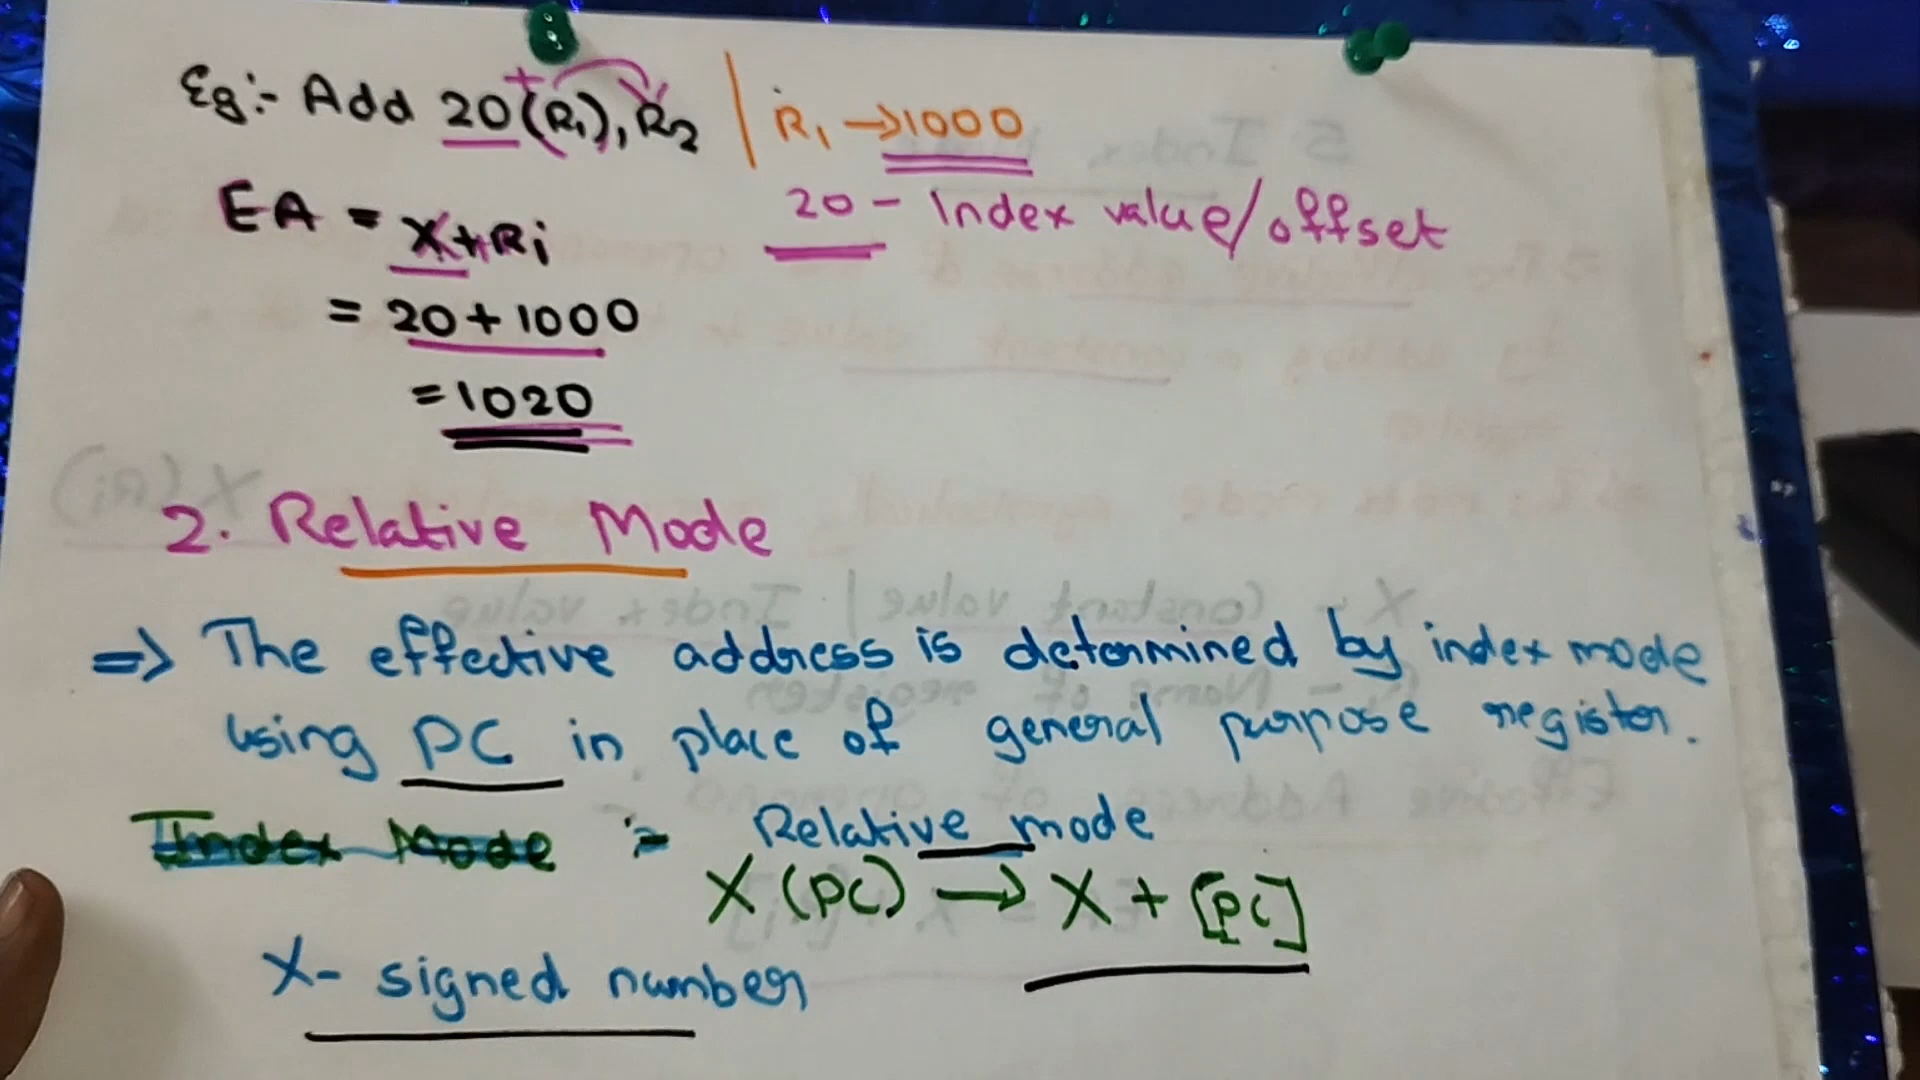 Eg:- Add 20(R1), R2 | R1 → 1000
EA = X+Ri
20 - Index value/offset
= 20 + 1000
= 1020
2. Relative Mode
⇒ The effective address is determined by index mode
using PC in place of general purpose register.
Index Mode :- Relative mode
X (PC) → X + [PC]
X - signed number